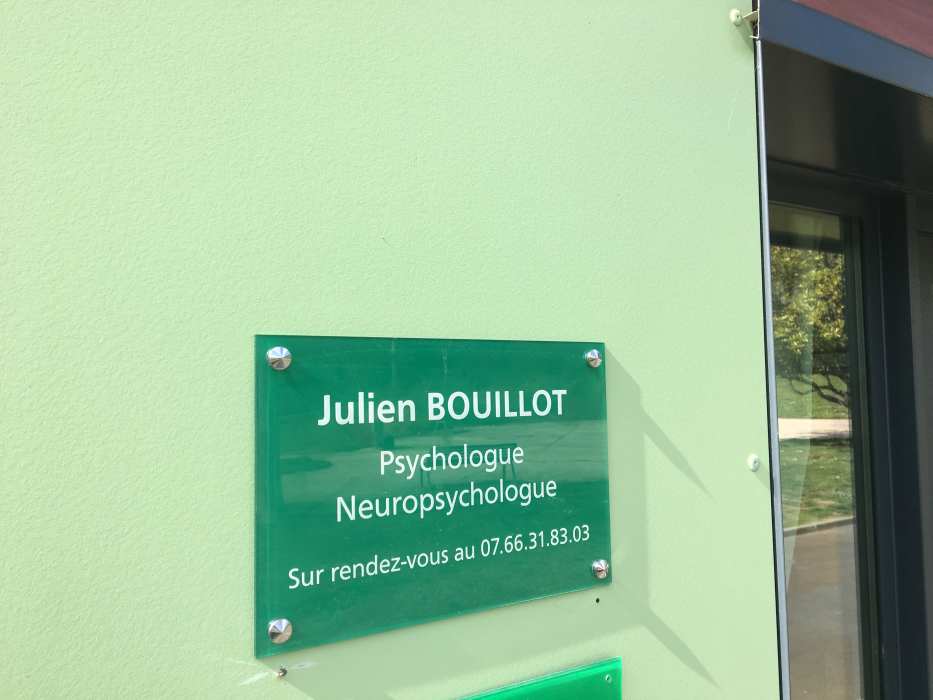 Julien BOUILLOT
Psychologue
Neuropsychologue
Sur rendez-vous au 07.66.31.83.03